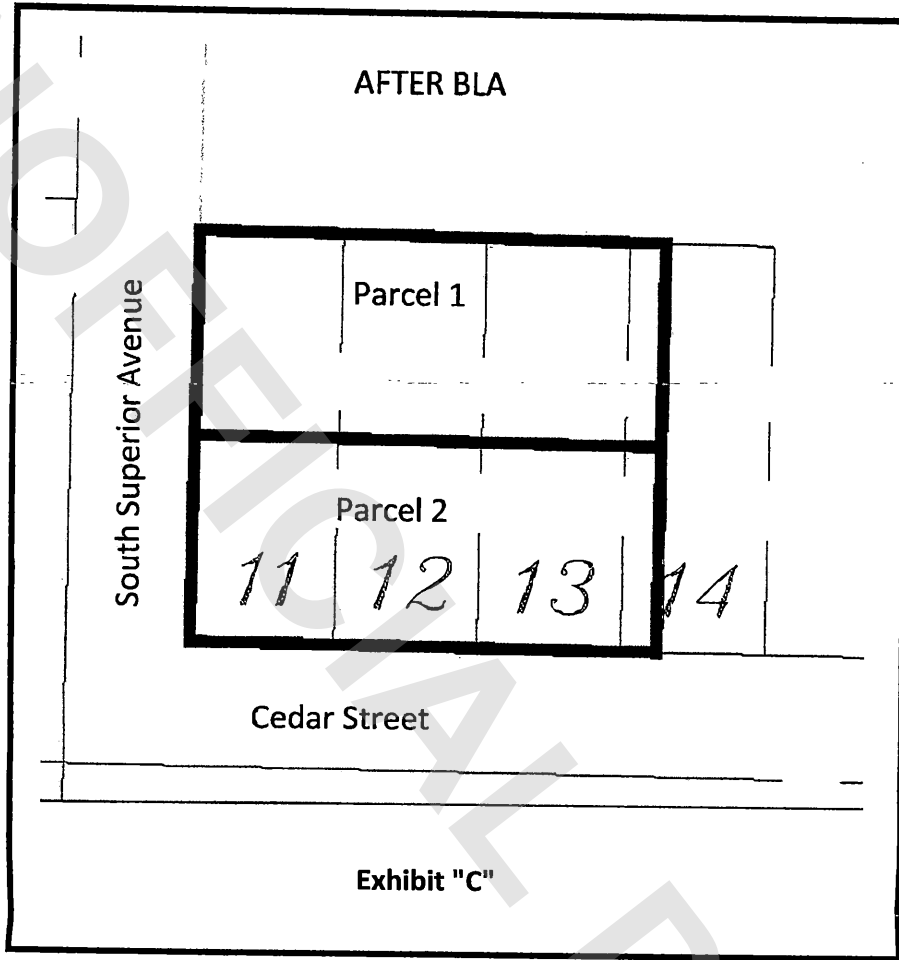 AFTER BLA
Parcel 1
South Superior Avenue
Parcel 2
11 12 13 14
Cedar Street
Exhibit "C"